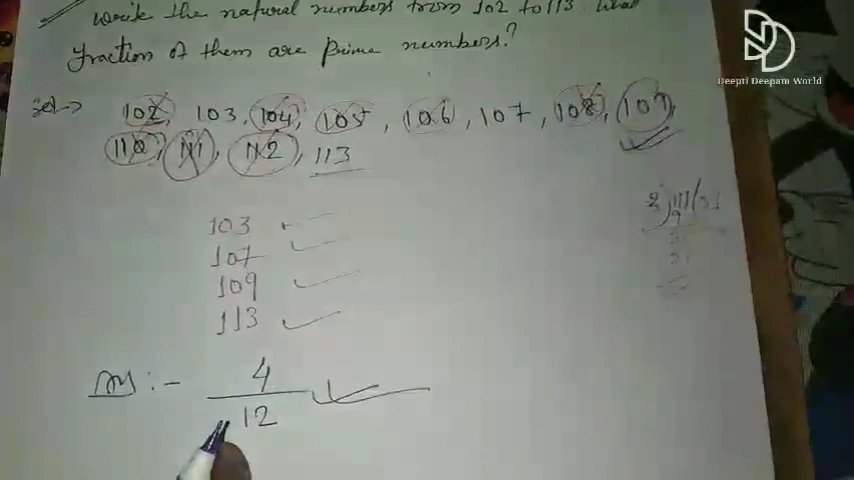 write the natural numbers from 102 to 113. What
fraction of them are prime numbers?
Deepti Deepam World
Sol→ 102, 103, 104, 105, 106, 107, 108, 109,
110, 111, 112, 113
103
107
109
113
Ans :- 4
12